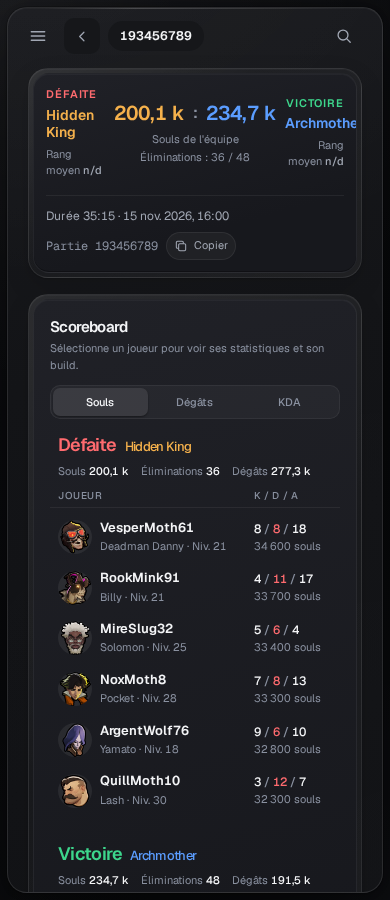 193456789
DÉFAITE
Hidden
King
Rang
moyen n/d
200,1 k : 234,7 k
Souls de l'équipe
Éliminations : 36 / 48
VICTOIRE
Archmothe
Rang
moyen n/d
Durée 35:15 · 15 nov. 2026, 16:00
Partie 193456789
Copier
Scoreboard
Sélectionne un joueur pour voir ses statistiques et son
build.
Souls Dégâts KDA
Défaite Hidden King
Souls 200,1 k Éliminations 36 Dégâts 277,3 k
JOUEUR K / D / A
VesperMoth61 8 / 8 / 18
Deadman Danny · Niv. 21 34 600 souls
RookMink91 4 / 11 / 17
Billy · Niv. 21 33 700 souls
MireSlug32 5 / 6 / 4
Solomon · Niv. 25 33 400 souls
NoxMoth8 7 / 8 / 13
Pocket · Niv. 28 33 300 souls
ArgentWolf76 9 / 6 / 10
Yamato · Niv. 18 32 800 souls
QuillMoth10 3 / 12 / 7
Lash · Niv. 30 32 300 souls
Victoire Archmother
Souls 234,7 k Éliminations 48 Dégâts 191,5 k